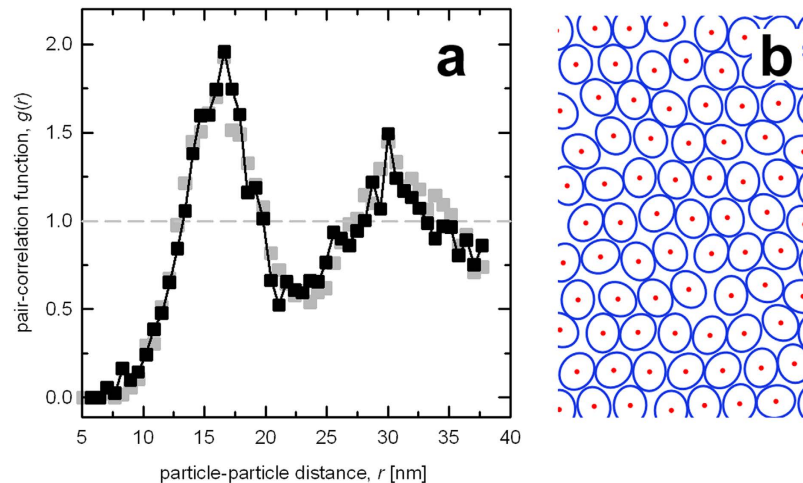 a
b
2.0
1.5
1.0
0.5
0.0
5 10 15 20 25 30 35 40
pair-correlation function, g(r)
particle-particle distance, r [nm]